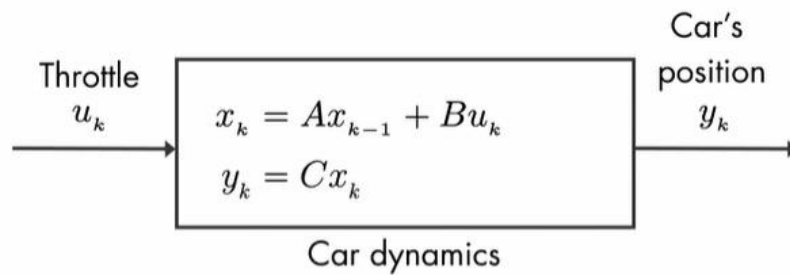 Throttle
u_k
x_k = Ax_{k-1} + Bu_k
y_k = Cx_k
Car's
position
y_k
Car dynamics